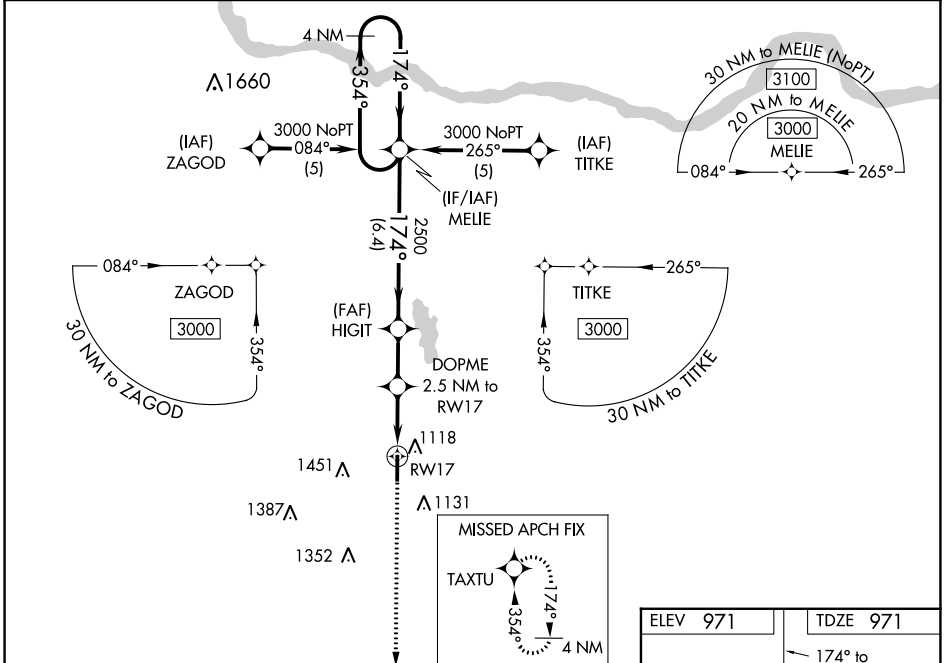 4 NM
174°
354°
1660
(IAF)
ZAGOD
3000 NoPT
084°
(5)
3000 NoPT
265°
(5)
(IAF)
TITKE
(IF/IAF)
MELIE
30 NM to MELIE (NoPT)
3100
20 NM to MELIE
3000
MELIE
084°
265°
2500
174°
(6.4)
084°
ZAGOD
3000
354°
30 NM to ZAGOD
265°
TITKE
3000
354°
30 NM to TITKE
(FAF)
HIGIT
DOPME
2.5 NM to
RW17
1118
RW17
1451
1387
1131
1352
MISSED APCH FIX
TAXTU
174°
354°
4 NM
ELEV 971
TDZE 971
174° to